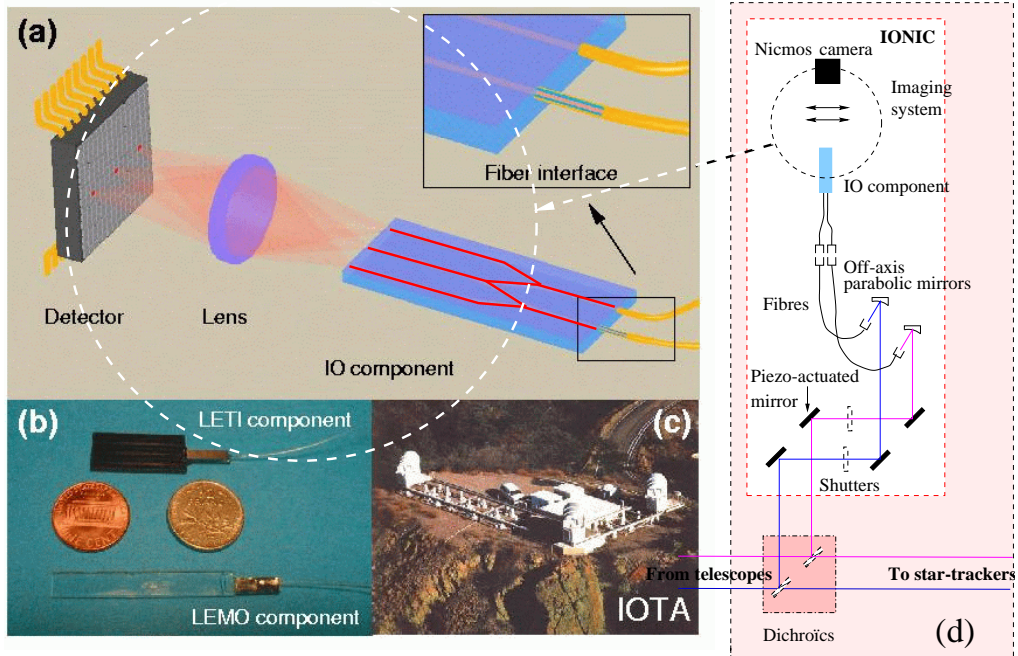 (a)
Fiber interface
Detector
Lens
IO component
(b)
LETI component
LEMO component
(c)
IOTA
IONIC
Nicmos camera
Imaging
system
IO component
Off-axis
parabolic mirrors
Fibres
Piezo-actuated
mirror
Shutters
From telescopes
To star-trackers
Dichroïcs
(d)